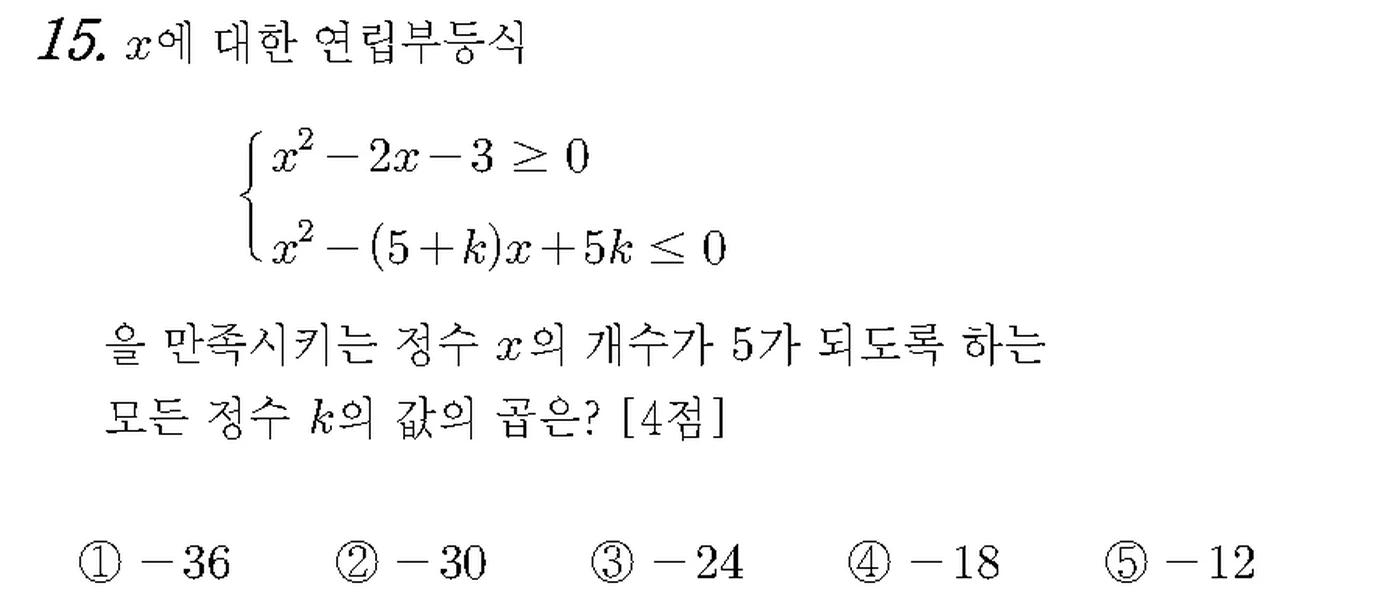 15. x에 대한 연립부등식
x² − 2x − 3 ≥ 0
x² − (5 + k)x + 5k ≤ 0
을 만족시키는 정수 x의 개수가 5가 되도록 하는
모든 정수 k의 값의 곱은? [4점]
① −36 ② −30 ③ −24 ④ −18 ⑤ −12